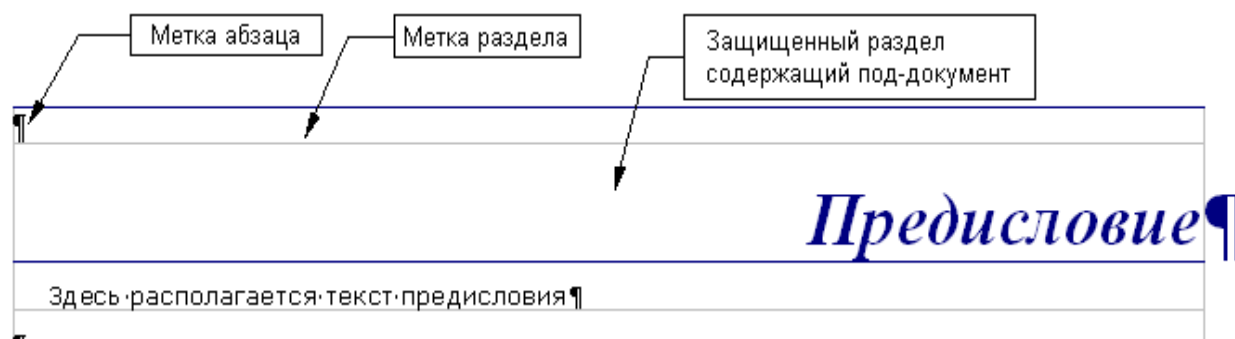 Метка абзаца
Метка раздела
Защищенный раздел
содержащий под-документ
¶
Предисловие¶
Здесь·располагается·текст·предисловия¶
¶